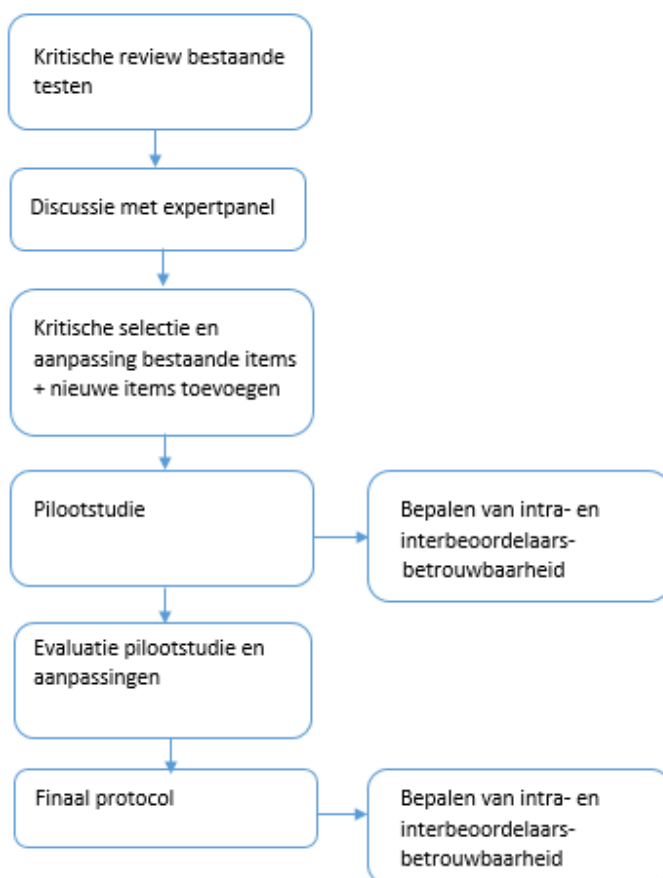 Kritische review bestaande
testen
Discussie met expertpanel
Kritische selectie en
aanpassing bestaande items
+ nieuwe items toevoegen
Pilootstudie
Bepalen van intra- en
interbeoordelaars-
betrouwbaarheid
Evaluatie pilootstudie en
aanpassingen
Finaal protocol
Bepalen van intra- en
interbeoordelaars-
betrouwbaarheid